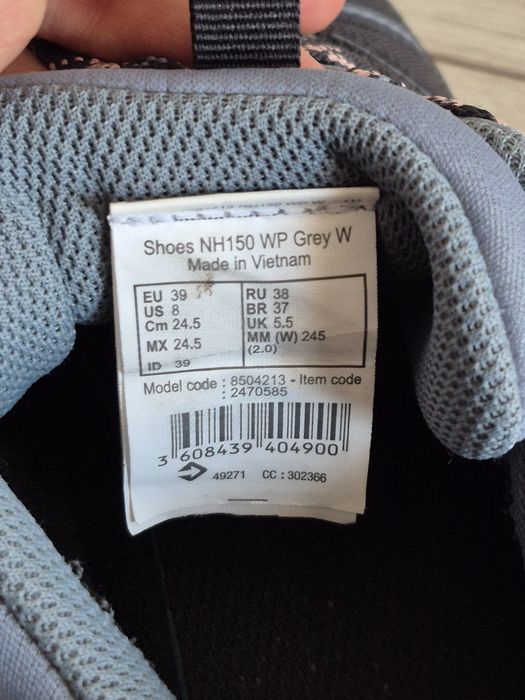 Shoes NH150 WP Grey W
Made in Vietnam
EU 39 RU 38
US 8 BR 37
Cm 24.5 UK 5.5
MX 24.5 MM (W) 245
(2.0)
ID 39
Model code : 8504213 - Item code
: 2470585
3 608439 404900
49271 CC : 302366